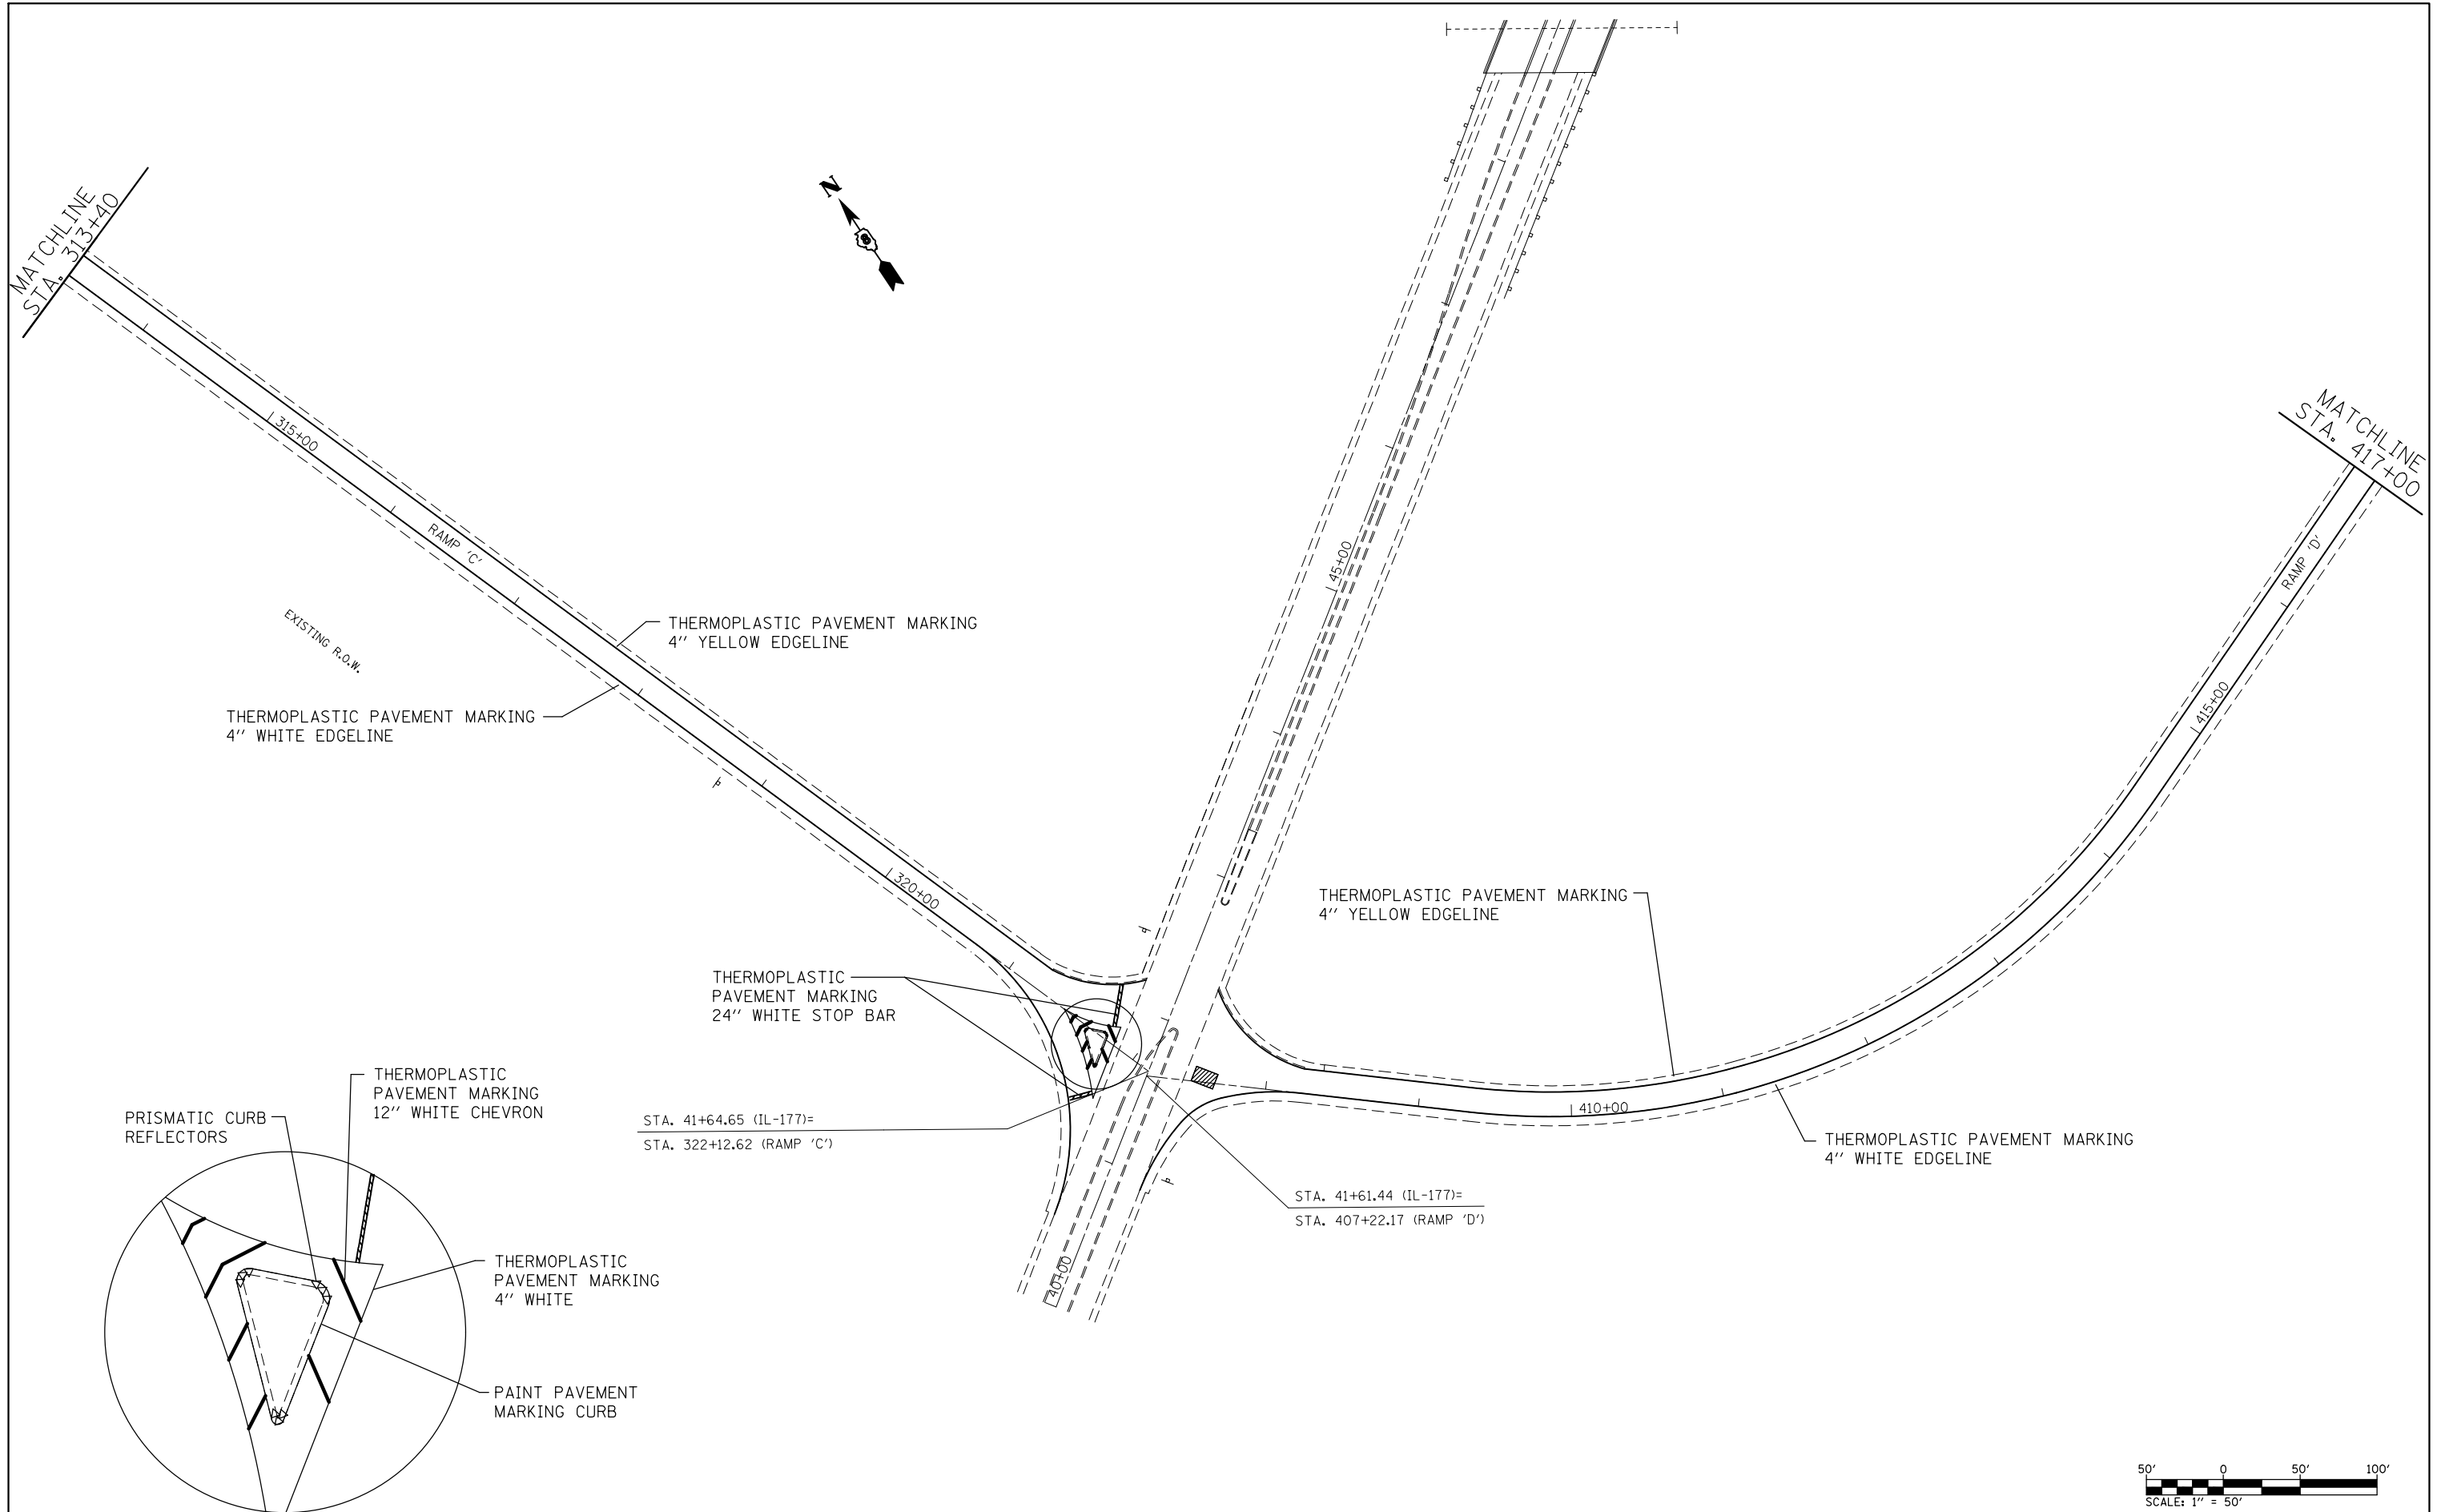 N
MATCHLINE
STA. 313+40
MATCHLINE
STA. 417+00
315+00
RAMP 'C'
45+00
RAMP 'D'
EXISTING R.O.W.
THERMOPLASTIC PAVEMENT MARKING
4" YELLOW EDGELINE
THERMOPLASTIC PAVEMENT MARKING
4" WHITE EDGELINE
415+00
320+00
THERMOPLASTIC PAVEMENT MARKING
4" YELLOW EDGELINE
THERMOPLASTIC
PAVEMENT MARKING
24" WHITE STOP BAR
THERMOPLASTIC
PAVEMENT MARKING
12" WHITE CHEVRON
PRISMATIC CURB
REFLECTORS
STA. 41+64.65 (IL-177)=
STA. 322+12.62 (RAMP 'C')
410+00
THERMOPLASTIC PAVEMENT MARKING
4" WHITE EDGELINE
STA. 41+61.44 (IL-177)=
STA. 407+22.17 (RAMP 'D')
40+00
THERMOPLASTIC
PAVEMENT MARKING
4" WHITE
PAINT PAVEMENT
MARKING CURB
50' 0 50' 100'
SCALE: 1" = 50'